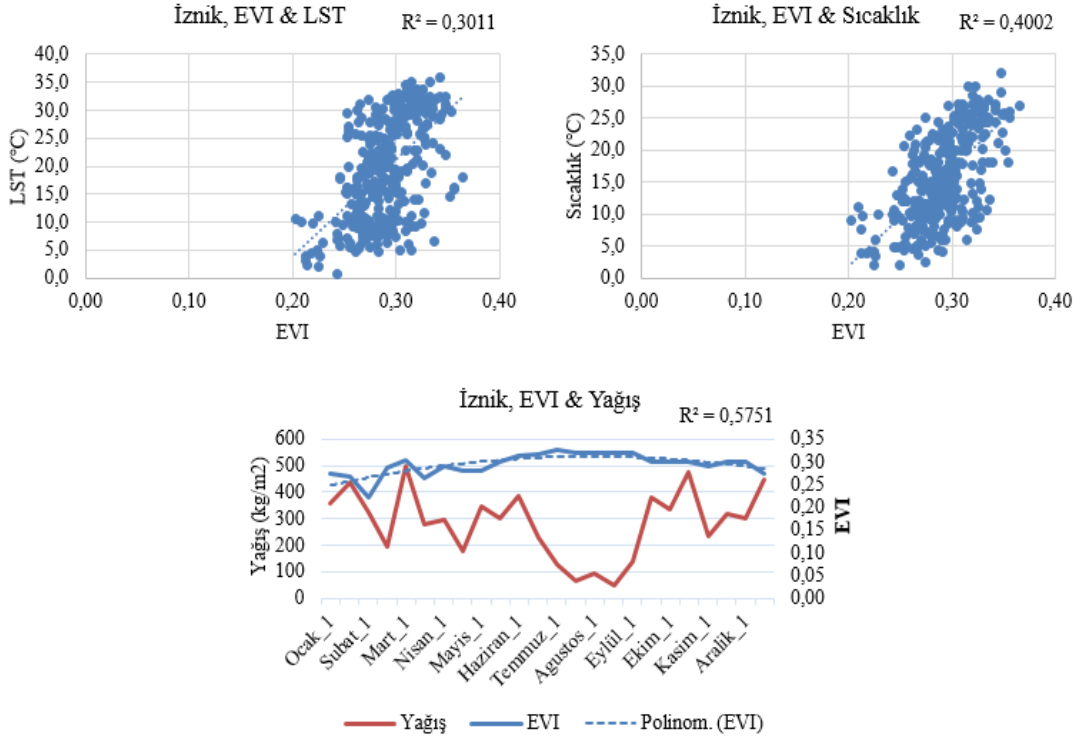 İznik, EVI & LST
R² = 0,3011
40,0
35,0
30,0
25,0
20,0
15,0
10,0
5,0
0,0
LST (°C)
0,00 0,10 0,20 0,30 0,40
EVI
İznik, EVI & Sıcaklık
R² = 0,4002
35,0
30,0
25,0
20,0
15,0
10,0
5,0
0,0
Sıcaklık (°C)
0,00 0,10 0,20 0,30 0,40
EVI
İznik, EVI & Yağış
R² = 0,5751
600
500
400
300
200
100
0
Yağış (kg/m2)
0,35
0,30
0,25
0,20
0,15
0,10
0,05
0,00
EVI
Ocak_1
Subat_1
Mart_1
Nisan_1
Mayis_1
Haziran_1
Temmuz_1
Agustos_1
Eylül_1
Ekim_1
Kasim_1
Aralik_1
Yağış EVI Polinom. (EVI)